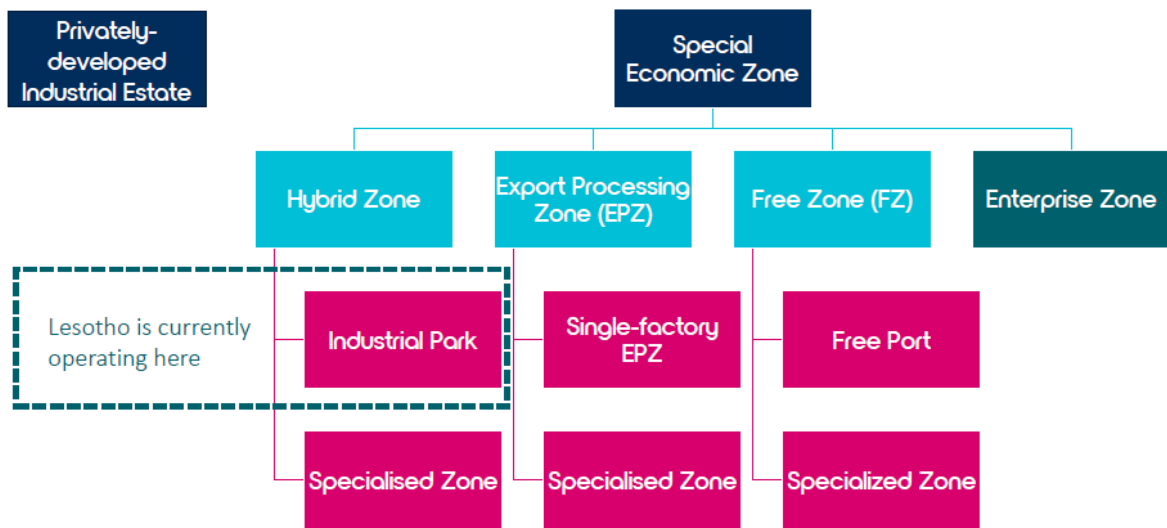 Privately-
developed
Industrial Estate
Special
Economic Zone
Hybrid Zone
Export Processing
Zone (EPZ)
Free Zone (FZ)
Enterprise Zone
Lesotho is currently
operating here
Industrial Park
Single-factory
EPZ
Free Port
Specialised Zone
Specialised Zone
Specialized Zone